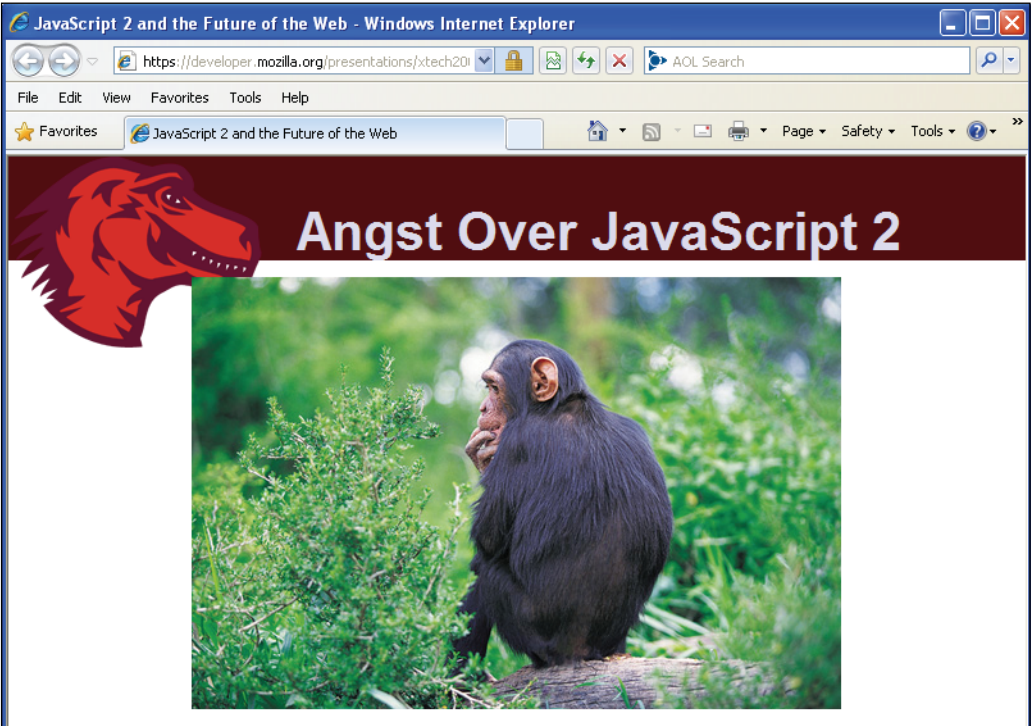 JavaScript 2 and the Future of the Web - Windows Internet Explorer
https://developer.mozilla.org/presentations/xtech20
AOL Search
File Edit View Favorites Tools Help
Favorites JavaScript 2 and the Future of the Web Page Safety Tools
Angst Over JavaScript 2